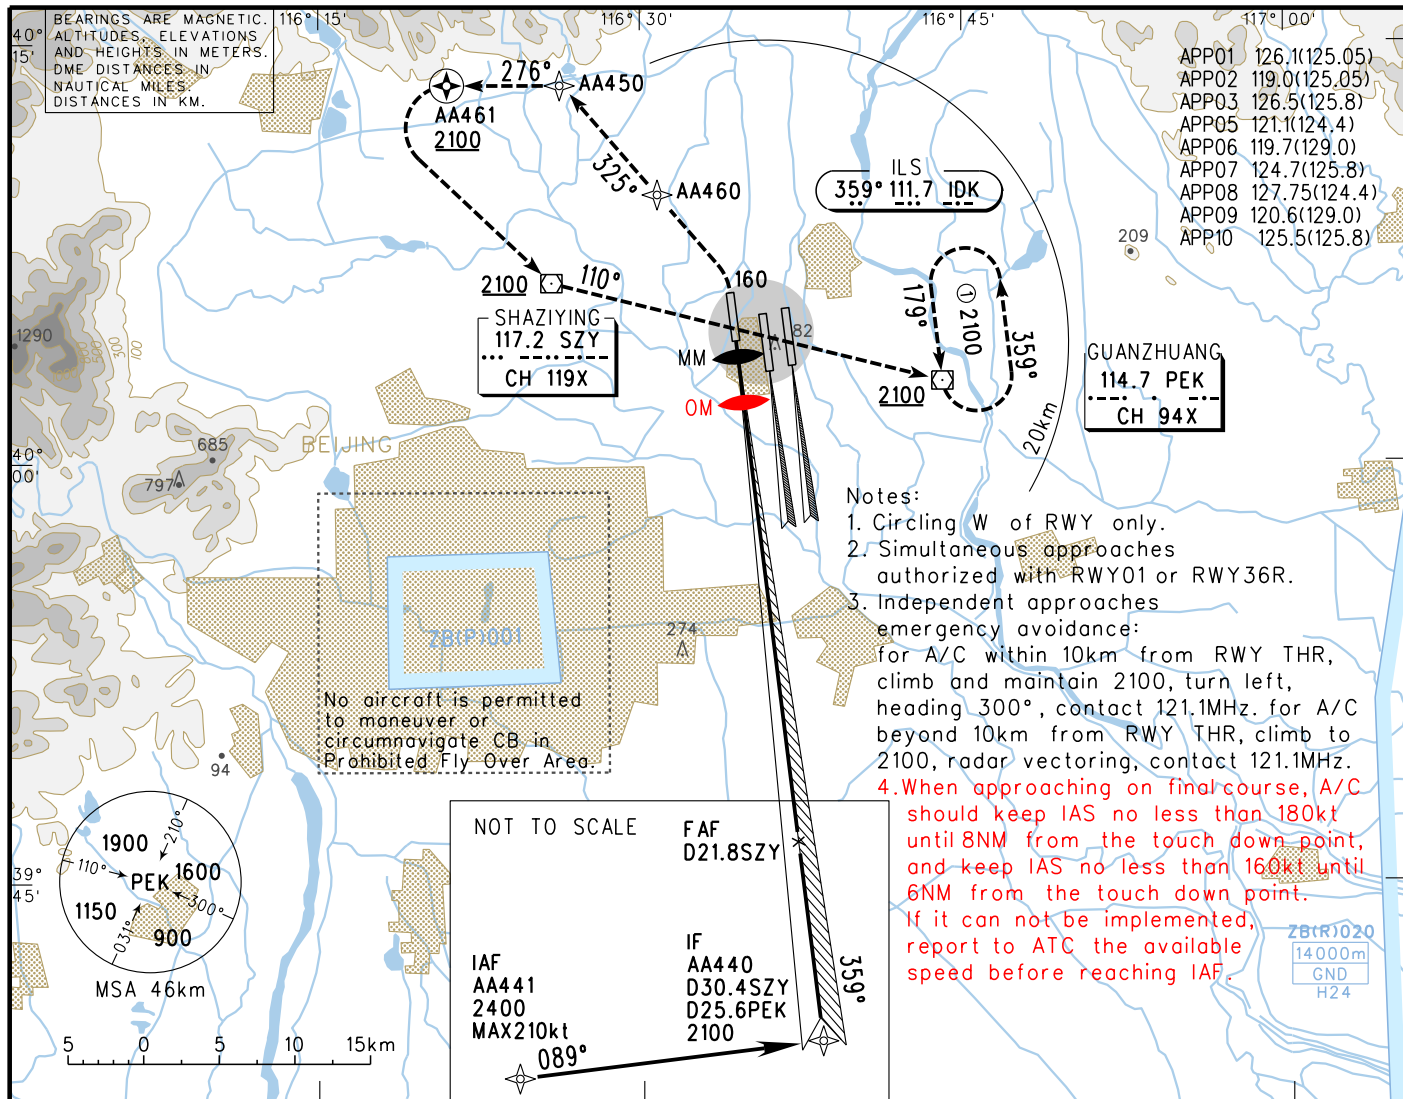 BEARINGS ARE MAGNETIC.
ALTITUDES, ELEVATIONS
AND HEIGHTS IN METERS.
DME DISTANCES IN
NAUTICAL MILES.
DISTANCES IN KM.
116° 15'
116° 30'
116° 45'
117° 00'
40°
15'
APP01 126.1(125.05)
APP02 119.0(125.05)
APP03 126.5(125.8)
APP05 121.1(124.4)
APP06 119.7(129.0)
APP07 124.7(125.8)
APP08 127.75(124.4)
APP09 120.6(129.0)
APP10 125.5(125.8)
276°
AA450
AA461
2100
325°
AA460
ILS
359° 111.7 IDK
209
2100
110°
160
SHAZIYING
117.2 SZY
CH 119X
MM
82
OM
179°
① 2100
359°
2100
20km
GUANZHUANG
114.7 PEK
CH 94X
1290
500
300
100
685
797
BEIJING
40°
00'
ZB(P)001
274
No aircraft is permitted
to maneuver or
circumnavigate CB in
Prohibited Fly Over Area.
94
Notes:
1. Circling W of RWY only.
2. Simultaneous approaches
authorized with RWY01 or RWY36R.
3. Independent approaches
emergency avoidance:
for A/C within 10km from RWY THR,
climb and maintain 2100, turn left,
heading 300°, contact 121.1MHz. for A/C
beyond 10km from RWY THR, climb to
2100, radar vectoring, contact 121.1MHz.
4. When approaching on final course, A/C
should keep IAS no less than 180kt
until 8NM from the touch down point,
and keep IAS no less than 160kt until
6NM from the touch down point.
If it can not be implemented,
report to ATC the available
speed before reaching IAF.
39°
45'
1900
210°
110°
PEK
1600
300°
1150
031°
900
MSA 46km
5 0 5 10 15km
NOT TO SCALE
FAF
D21.8SZY
IAF
AA441
2400
MAX210kt
IF
AA440
D30.4SZY
D25.6PEK
2100
089°
359°
ZB(R)020
14000m
GND
H24